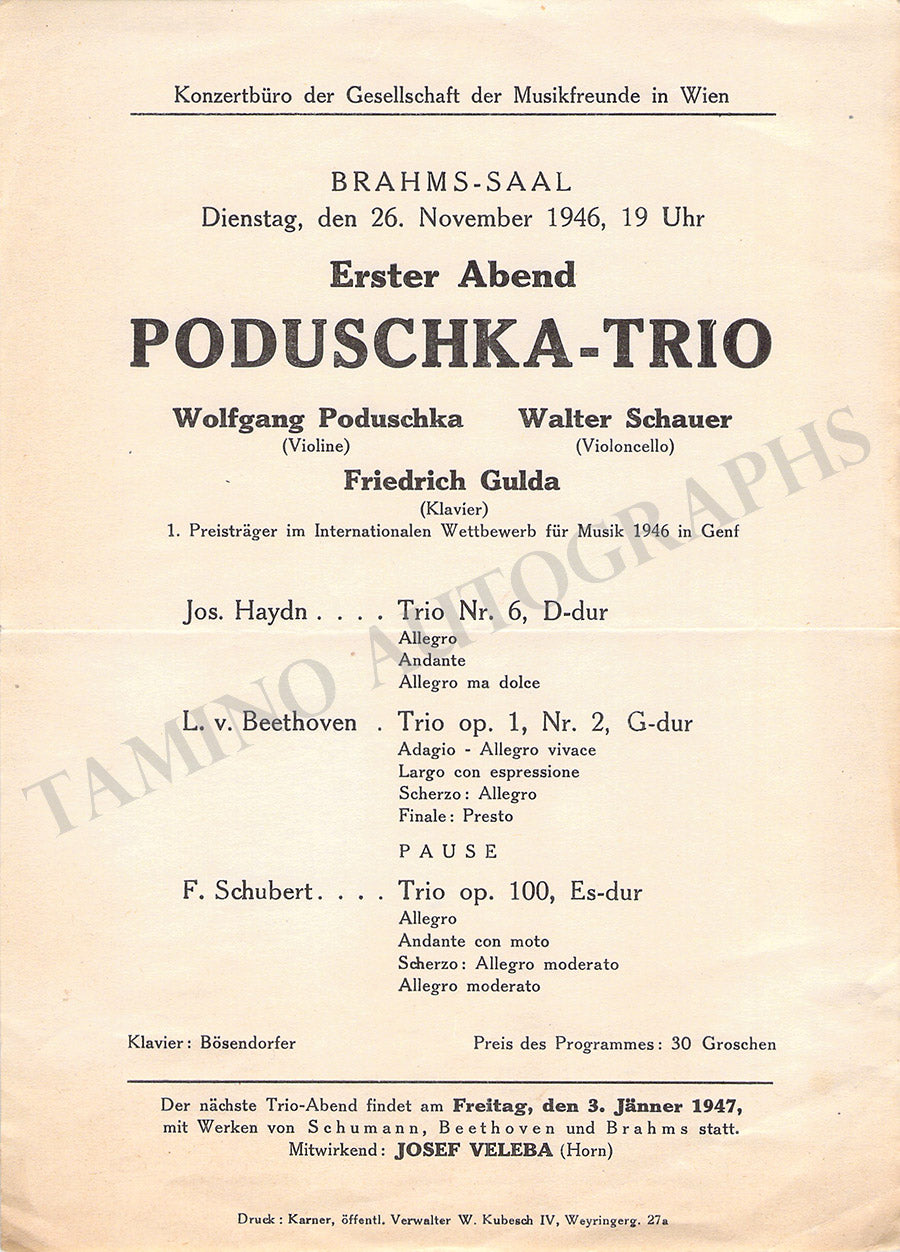 Konzertbüro der Gesellschaft der Musikfreunde in Wien
BRAHMS-SAAL
Dienstag, den 26. November 1946, 19 Uhr
Erster Abend
PODUSCHKA-TRIO
Wolfgang Poduschka Walter Schauer
(Violine) (Violoncello)
Friedrich Gulda
(Klavier)
1. Preisträger im Internationalen Wettbewerb für Musik 1946 in Genf
Jos. Haydn . . . . Trio Nr. 6, D-dur
Allegro
Andante
Allegro ma dolce
L. v. Beethoven . Trio op. 1, Nr. 2, G-dur
Adagio - Allegro vivace
Largo con espressione
Scherzo: Allegro
Finale: Presto
PAUSE
F. Schubert . . . . Trio op. 100, Es-dur
Allegro
Andante con moto
Scherzo: Allegro moderato
Allegro moderato
Klavier: Bösendorfer Preis des Programmes: 30 Groschen
Der nächste Trio-Abend findet am Freitag, den 3. Jänner 1947,
mit Werken von Schumann, Beethoven und Brahms statt.
Mitwirkend: JOSEF VELEBA (Horn)
Druck: Karner, öffentl. Verwalter W. Kubesch IV, Weyringerg. 27a
TAMINO AUTOGRAPHS